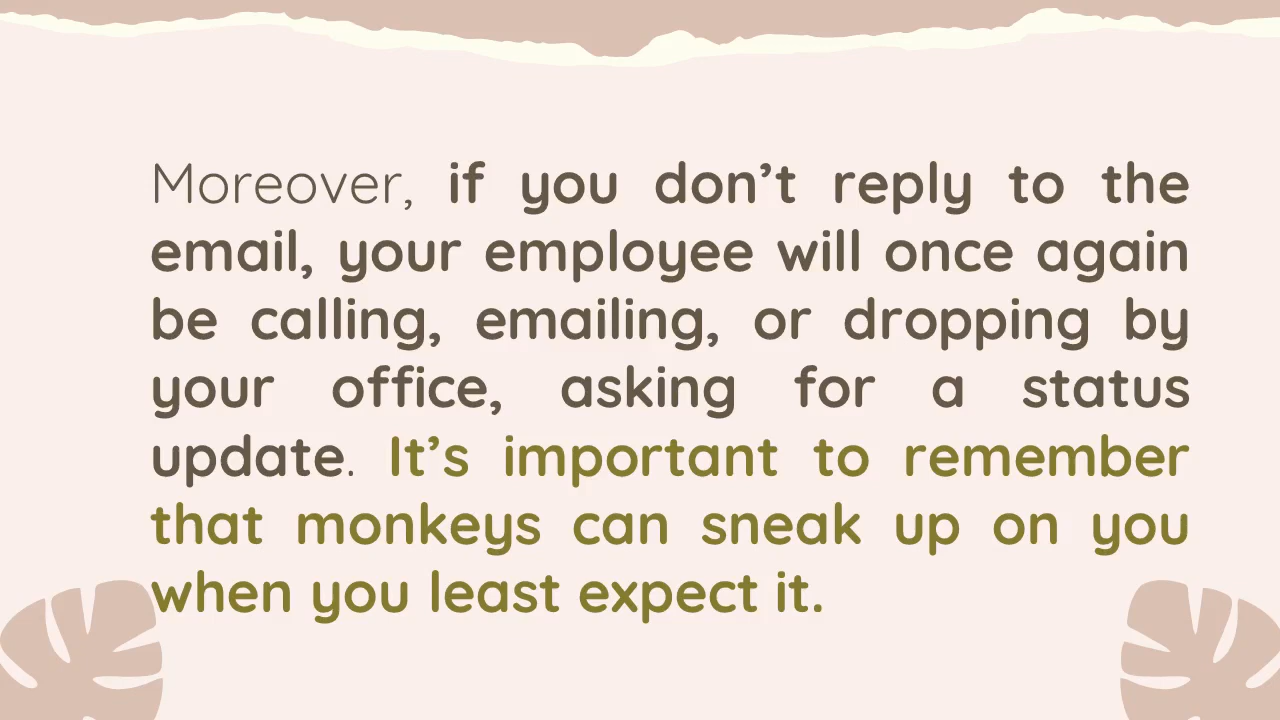 Moreover, if you don’t reply to the
email, your employee will once again
be calling, emailing, or dropping by
your office, asking for a status
update. It’s important to remember
that monkeys can sneak up on you
when you least expect it.